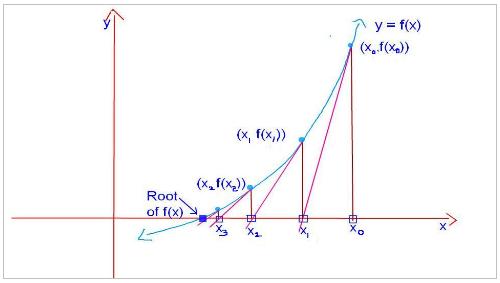 y
y = f(x)
(x₀,f(x₀))
(x₁ f(x₁))
(x₂ f(x₂))
Root
of f(x)
x₃
x₂
x₁
x₀
x